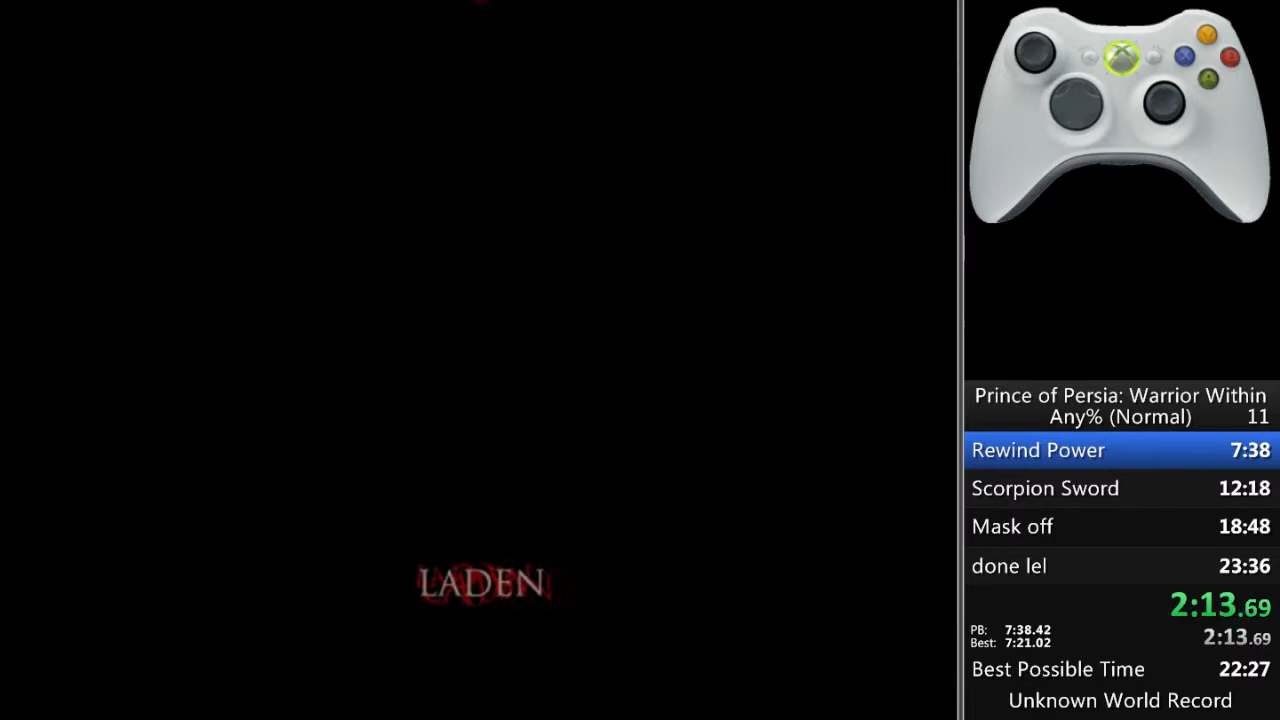 LADEN
Prince of Persia: Warrior Within
Any% (Normal) 11
Rewind Power 7:38
Scorpion Sword 12:18
Mask off 18:48
done lel 23:36
2:13.69
PB: 7:38.42
Best: 7:21.02
2:13.69
Best Possible Time 22:27
Unknown World Record